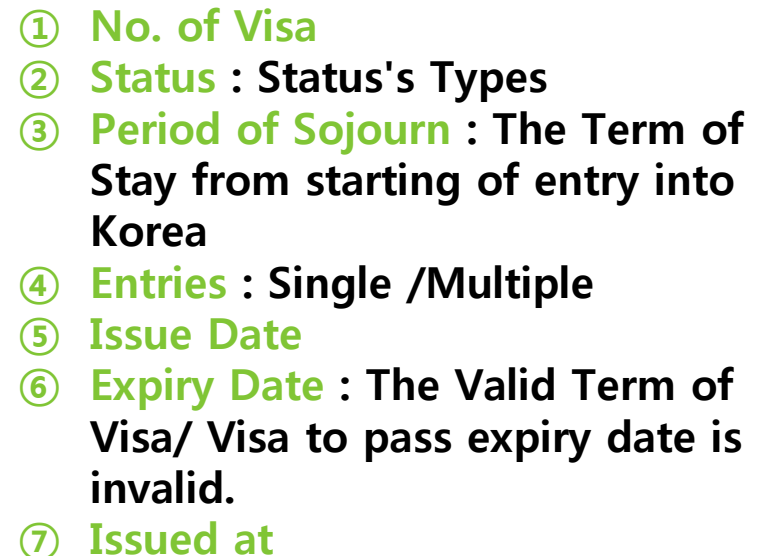 ① No. of Visa
② Status : Status's Types
③ Period of Sojourn : The Term of
Stay from starting of entry into
Korea
④ Entries : Single /Multiple
⑤ Issue Date
⑥ Expiry Date : The Valid Term of
Visa/ Visa to pass expiry date is
invalid.
⑦ Issued at